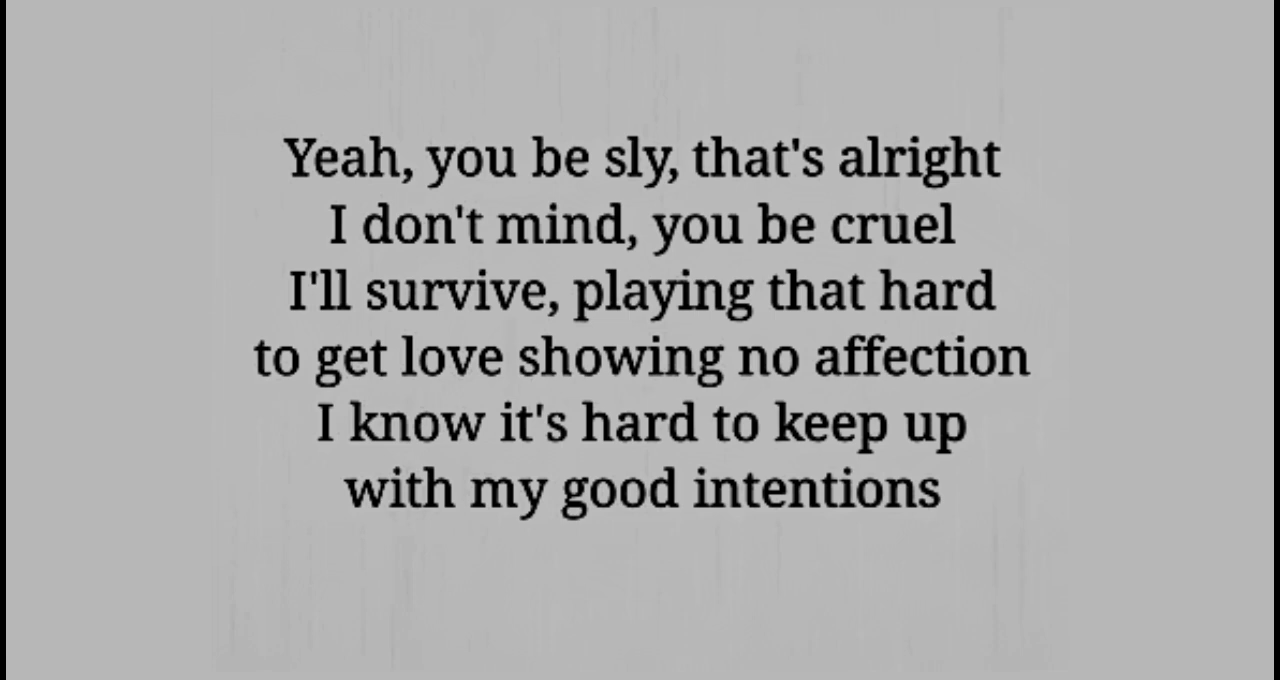 Yeah, you be sly, that's alright
I don't mind, you be cruel
I'll survive, playing that hard
to get love showing no affection
I know it's hard to keep up
with my good intentions